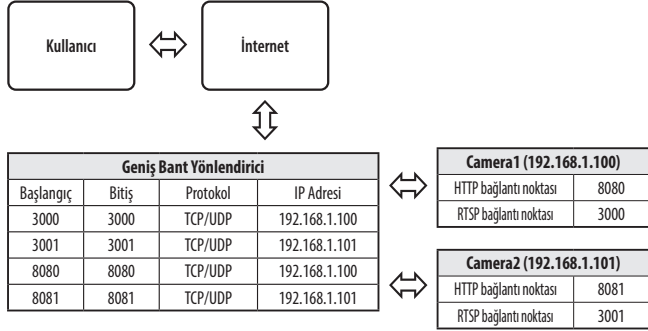 Kullanıcı
İnternet
Geniş Bant Yönlendirici
Başlangıç Bitiş Protokol IP Adresi
3000 3000 TCP/UDP 192.168.1.100
3001 3001 TCP/UDP 192.168.1.101
8080 8080 TCP/UDP 192.168.1.100
8081 8081 TCP/UDP 192.168.1.101
Camera1 (192.168.1.100)
HTTP bağlantı noktası 8080
RTSP bağlantı noktası 3000
Camera2 (192.168.1.101)
HTTP bağlantı noktası 8081
RTSP bağlantı noktası 3001